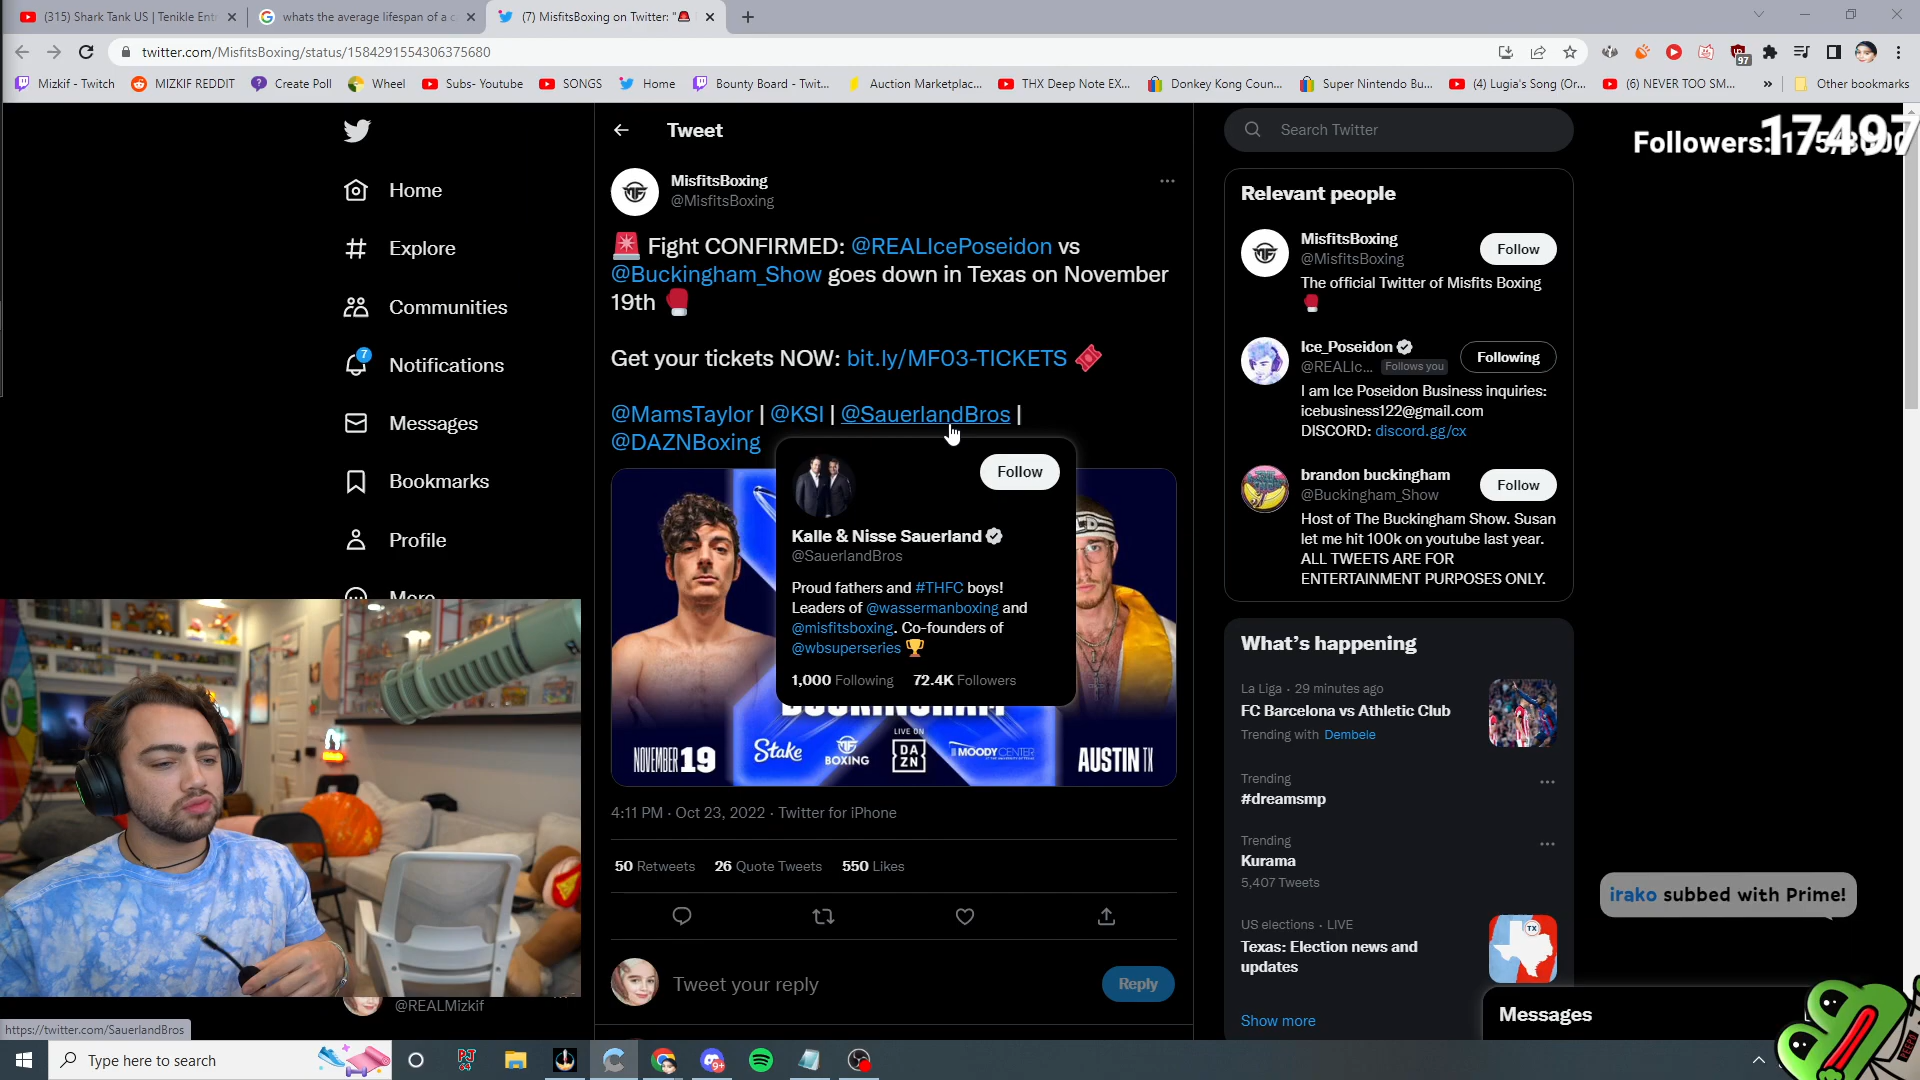 (315) Shark Tank US | Tenikle Ent
whats the average lifespan of a c
(7) MisfitsBoxing on Twitter: "🚨
twitter.com/MisfitsBoxing/status/1584291554306375680
97
Mizkif - Twitch
MIZKIF REDDIT
Create Poll
Wheel
Subs- Youtube
SONGS
Home
Bounty Board - Twit...
Auction Marketplac...
THX Deep Note EX...
Donkey Kong Coun...
Super Nintendo Bu...
(4) Lugia's Song (Or...
(6) NEVER TOO SM...
»
Other bookmarks
Home
Explore
Communities
7
Notifications
Messages
Bookmarks
Profile
More
@REALMizkif
https://twitter.com/SauerlandBros
Tweet
MisfitsBoxing
@MisfitsBoxing
🚨 Fight CONFIRMED: @REALIcePoseidon vs
@Buckingham_Show goes down in Texas on November
19th 🥊
Get your tickets NOW: bit.ly/MF03-TICKETS 🎟️
@MamsTaylor | @KSI | @SauerlandBros |
@DAZNBoxing
Follow
Kalle & Nisse Sauerland
@SauerlandBros
Proud fathers and #THFC boys!
Leaders of @wassermanboxing and
@misfitsboxing. Co-founders of
@wbsuperseries 🏆
1,000 Following 72.4K Followers
BUCKINGHAM
NOVEMBER 19
Stake
BOXING
LIVE ON
DAZN
MOODY CENTER
AUSTIN TX
4:11 PM · Oct 23, 2022 · Twitter for iPhone
50 Retweets 26 Quote Tweets 550 Likes
Tweet your reply
Reply
Search Twitter
Followers:
17497
Relevant people
MisfitsBoxing
@MisfitsBoxing
Follow
The official Twitter of Misfits Boxing
🥊
Ice_Poseidon
@REALIc... Follows you
Following
I am Ice Poseidon Business inquiries:
icebusiness122@gmail.com
DISCORD: discord.gg/cx
brandon buckingham
@Buckingham_Show
Follow
Host of The Buckingham Show. Susan
let me hit 100k on youtube last year.
ALL TWEETS ARE FOR
ENTERTAINMENT PURPOSES ONLY.
What's happening
La Liga · 29 minutes ago
FC Barcelona vs Athletic Club
Trending with Dembele
Trending
#dreamsmp
Trending
Kurama
5,407 Tweets
US elections · LIVE
Texas: Election news and
updates
TX
Show more
irako subbed with Prime!
Messages
Type here to search
9+